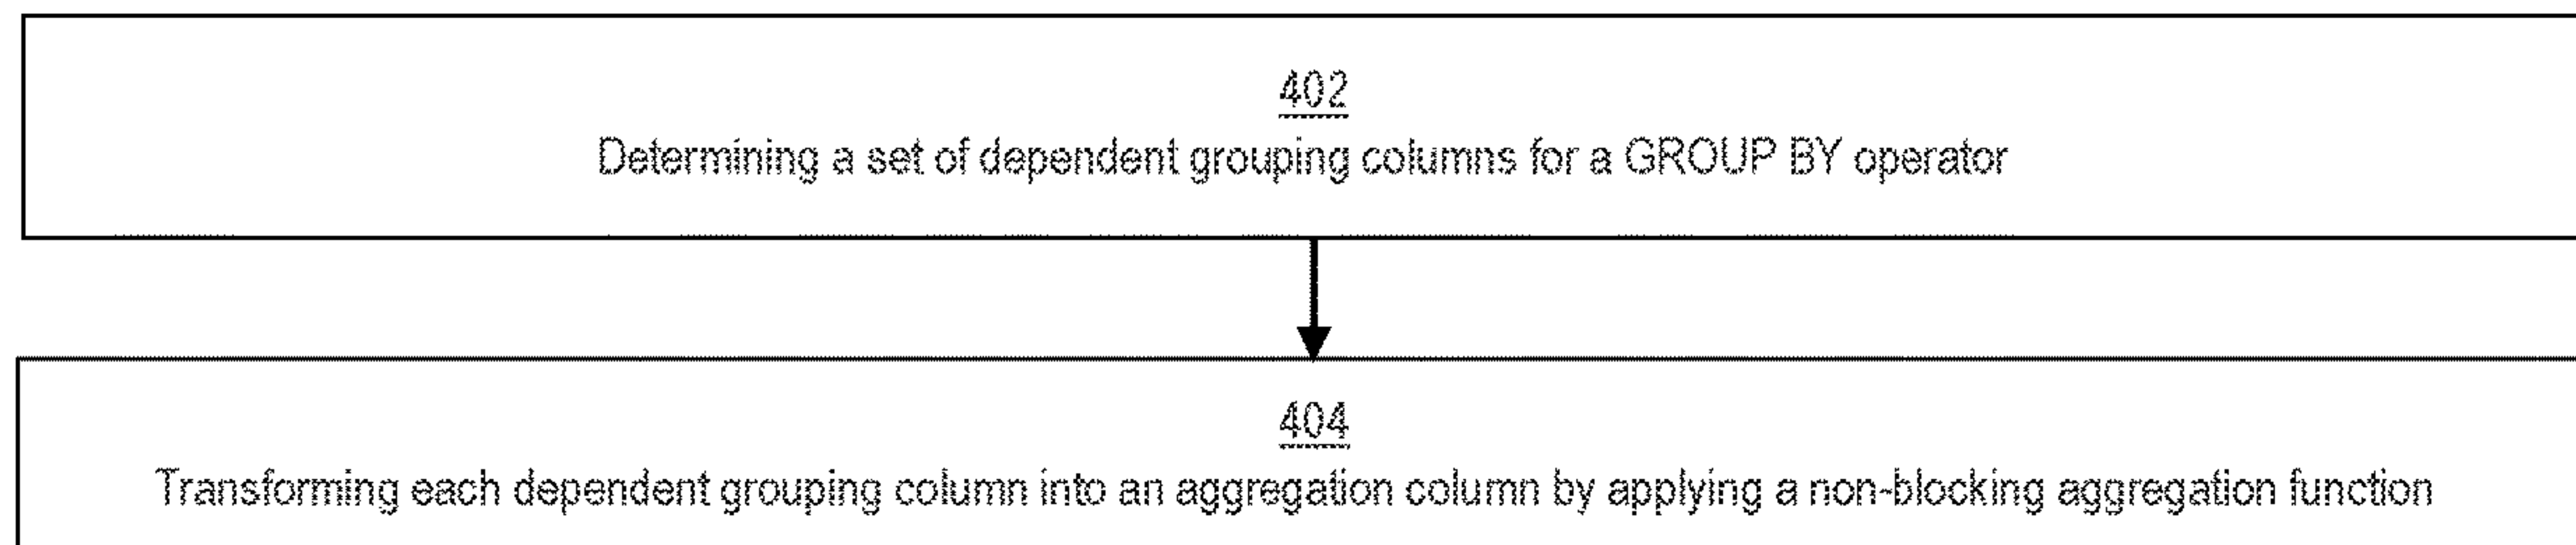 402
Determining a set of dependent grouping columns for a GROUP BY operator
404
Transforming each dependent grouping column into an aggregation column by applying a non-blocking aggregation function